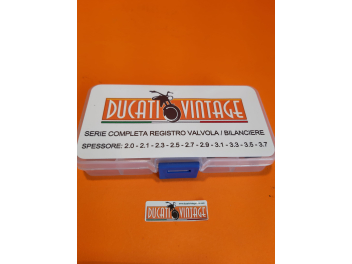 DUCATI VINTAGE
SERIE COMPLETA REGISTRO VALVOLA / BILANCIERE
SPESSORE: 2.0 - 2.1 - 2.3 - 2.5 - 2.7 - 2.9 - 3.1 - 3.3 - 3.5 - 3.7
DUCATI VINTAGE